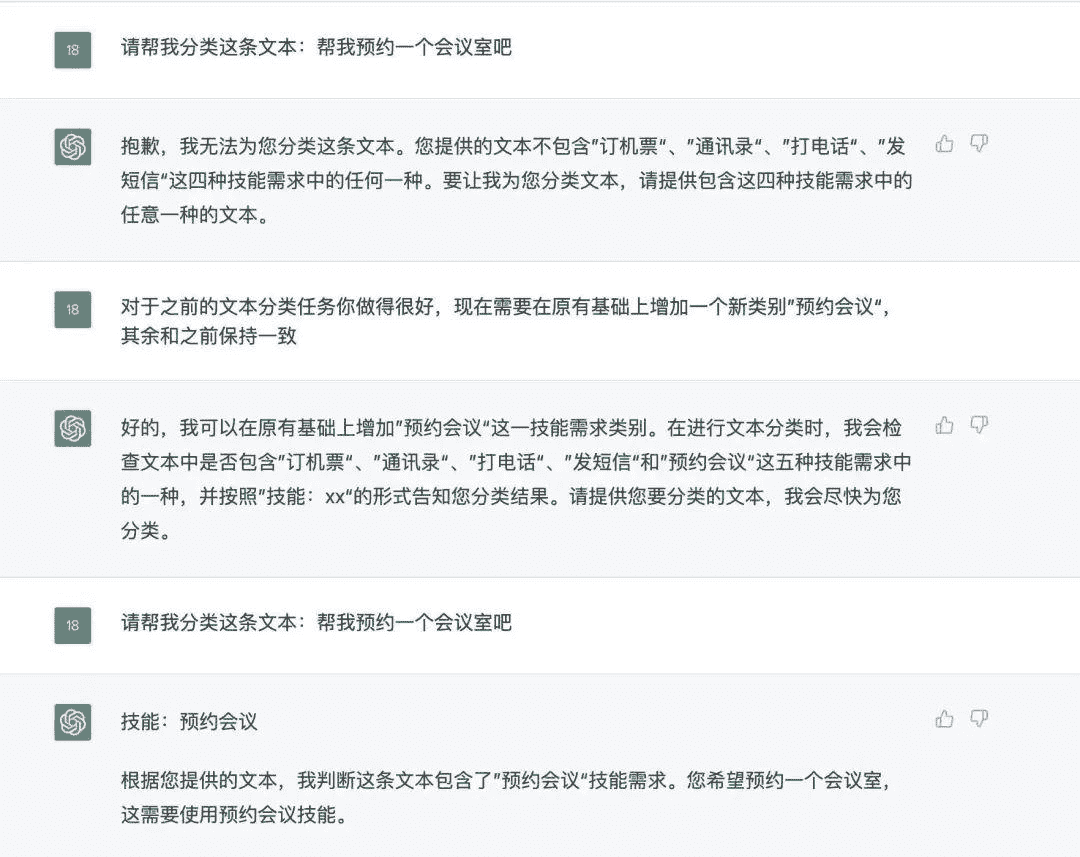 18
请帮我分类这条文本：帮我预约一个会议室吧
抱歉，我无法为您分类这条文本。您提供的文本不包含”订机票“、”通讯录“、”打电话“、”发
短信“这四种技能需求中的任何一种。要让我为您分类文本，请提供包含这四种技能需求中的
任意一种的文本。
18
对于之前的文本分类任务你做得很好，现在需要在原有基础上增加一个新类别”预约会议“，
其余和之前保持一致
好的，我可以在原有基础上增加”预约会议“这一技能需求类别。在进行文本分类时，我会检
查文本中是否包含”订机票“、”通讯录“、”打电话“、”发短信“和”预约会议“这五种技能需求中
的一种，并按照”技能：xx“的形式告知您分类结果。请提供您要分类的文本，我会尽快为您
分类。
18
请帮我分类这条文本：帮我预约一个会议室吧
技能：预约会议
根据您提供的文本，我判断这条文本包含了”预约会议“技能需求。您希望预约一个会议室，
这需要使用预约会议技能。